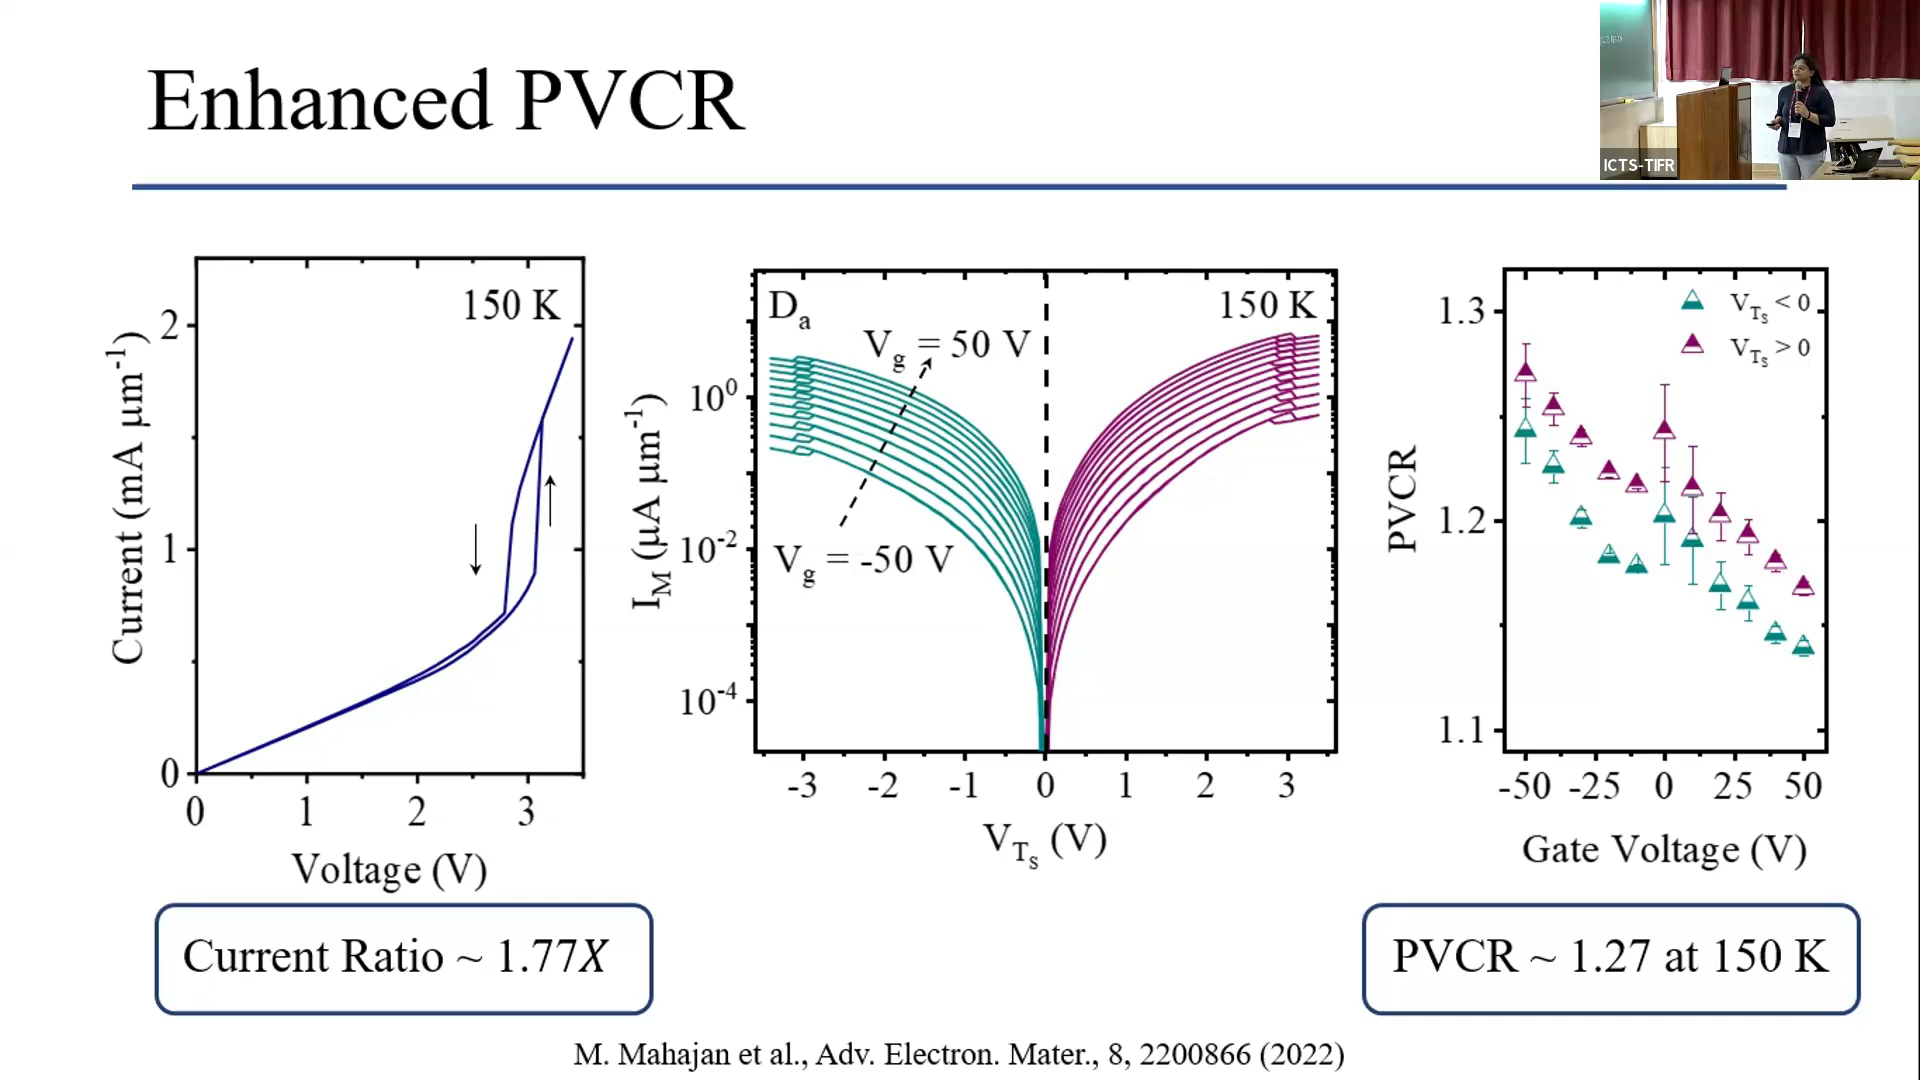 Enhanced PVCR
ICTS-TIFR
150 K
Current (mA μm-1)
2
1
0
0 1 2 3
Voltage (V)
Current Ratio ~ 1.77X
Da
150 K
Vg = 50 V
Vg = -50 V
IM (μA μm-1)
100
10-2
10-4
-3 -2 -1 0 1 2 3
VTs (V)
VTs < 0
VTs > 0
PVCR
1.3
1.2
1.1
-50 -25 0 25 50
Gate Voltage (V)
PVCR ~ 1.27 at 150 K
M. Mahajan et al., Adv. Electron. Mater., 8, 2200866 (2022)